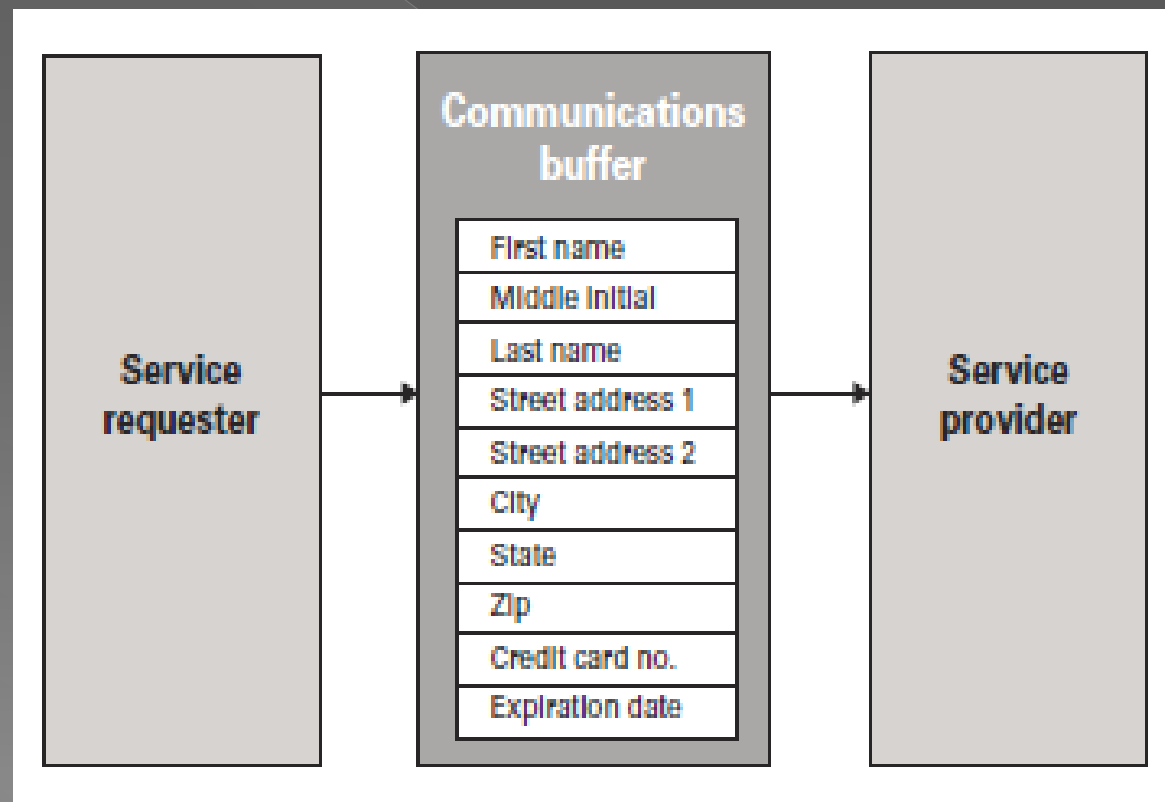 Service
requester
Communications
buffer
First name
Middle initial
Last name
Street address 1
Street address 2
City
State
Zip
Credit card no.
Expiration date
Service
provider